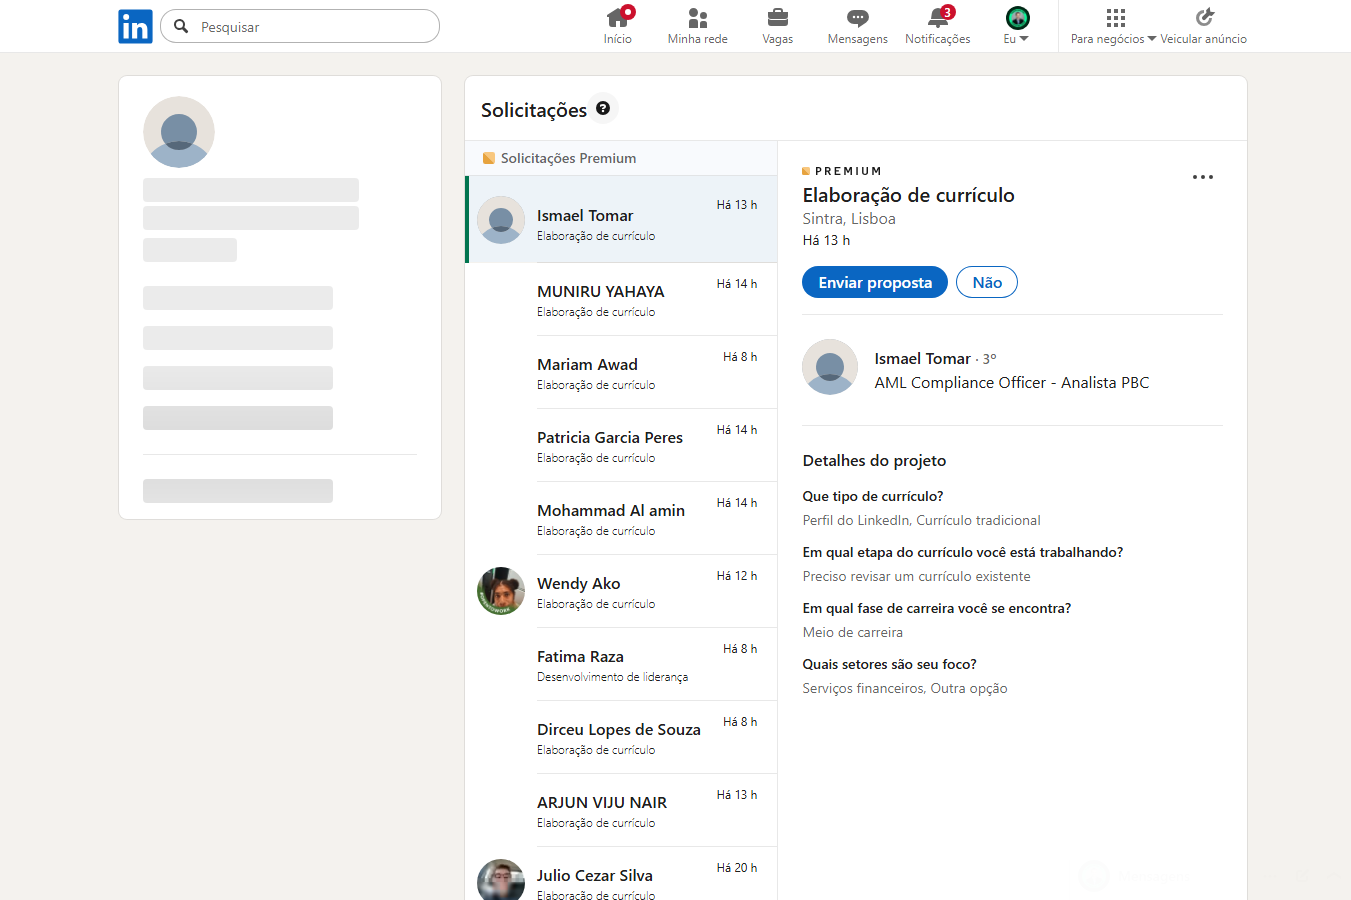 in
Pesquisar
Início
Minha rede
Vagas
Mensagens
3
Notificações
Eu
Para negócios
Veicular anúncio
Solicitações
?
Solicitações Premium
Ismael Tomar
Há 13 h
Elaboração de currículo
MUNIRU YAHAYA
Há 14 h
Elaboração de currículo
Mariam Awad
Há 8 h
Elaboração de currículo
Patricia Garcia Peres
Há 14 h
Elaboração de currículo
Mohammad Al amin
Há 14 h
Elaboração de currículo
Wendy Ako
Há 12 h
Elaboração de currículo
Fatima Raza
Há 8 h
Desenvolvimento de liderança
Dirceu Lopes de Souza
Há 8 h
Elaboração de currículo
ARJUN VIJU NAIR
Há 13 h
Elaboração de currículo
Julio Cezar Silva
Há 20 h
Elaboração de currículo
PREMIUM
Elaboração de currículo
Sintra, Lisboa
Há 13 h
Enviar proposta
Não
Ismael Tomar · 3º
AML Compliance Officer - Analista PBC
Detalhes do projeto
Que tipo de currículo?
Perfil do LinkedIn, Currículo tradicional
Em qual etapa do currículo você está trabalhando?
Preciso revisar um currículo existente
Em qual fase de carreira você se encontra?
Meio de carreira
Quais setores são seu foco?
Serviços financeiros, Outra opção